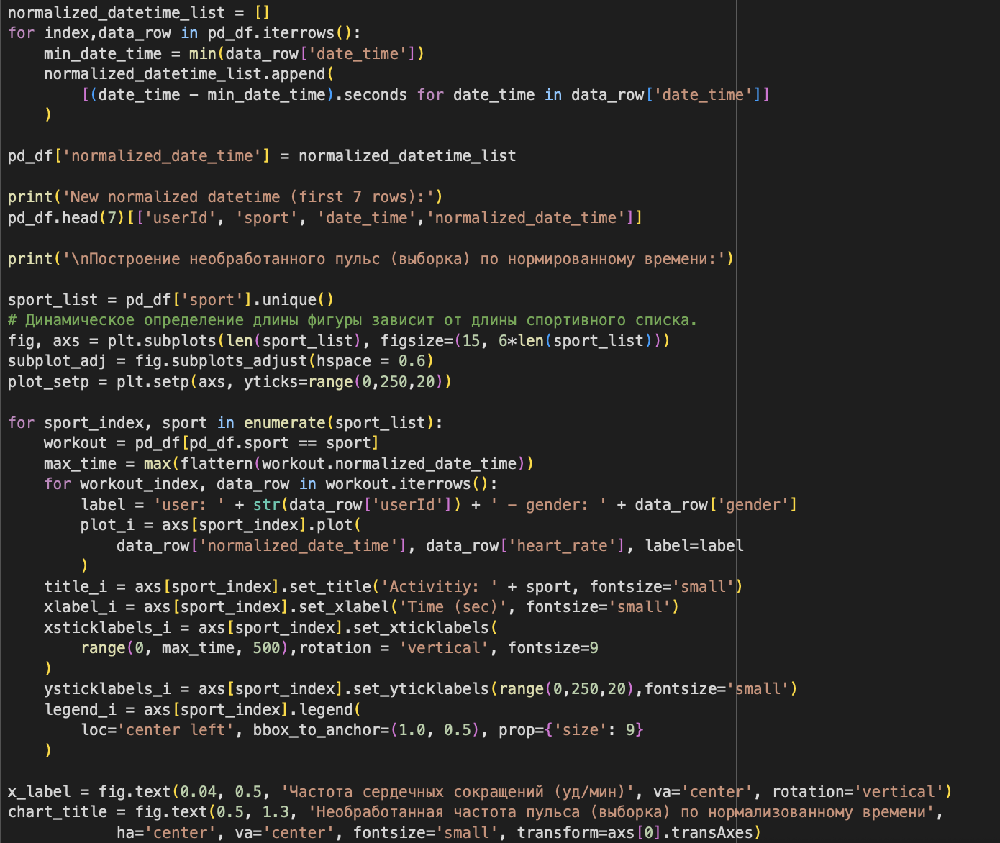 normalized_datetime_list = []
for index,data_row in pd_df.iterrows():
    min_date_time = min(data_row['date_time'])
    normalized_datetime_list.append(
        [(date_time - min_date_time).seconds for date_time in data_row['date_time']]
    )

pd_df['normalized_date_time'] = normalized_datetime_list

print('New normalized datetime (first 7 rows):')
pd_df.head(7)[['userId', 'sport', 'date_time','normalized_date_time']]

print('\nПостроение необработанного пульс (выборка) по нормированному времени:')

sport_list = pd_df['sport'].unique()
# Динамическое определение длины фигуры зависит от длины спортивного списка.
fig, axs = plt.subplots(len(sport_list), figsize=(15, 6*len(sport_list)))
subplot_adj = fig.subplots_adjust(hspace = 0.6)
plot_setp = plt.setp(axs, yticks=range(0,250,20))

for sport_index, sport in enumerate(sport_list):
    workout = pd_df[pd_df.sport == sport]
    max_time = max(flattern(workout.normalized_date_time))
    for workout_index, data_row in workout.iterrows():
        label = 'user: ' + str(data_row['userId']) + ' - gender: ' + data_row['gender']
        plot_i = axs[sport_index].plot(
            data_row['normalized_date_time'], data_row['heart_rate'], label=label
        )
    title_i = axs[sport_index].set_title('Activitiy: ' + sport, fontsize='small')
    xlabel_i = axs[sport_index].set_xlabel('Time (sec)', fontsize='small')
    xsticklabels_i = axs[sport_index].set_xticklabels(
        range(0, max_time, 500),rotation = 'vertical', fontsize=9
    )
    ysticklabels_i = axs[sport_index].set_yticklabels(range(0,250,20),fontsize='small')
    legend_i = axs[sport_index].legend(
        loc='center left', bbox_to_anchor=(1.0, 0.5), prop={'size': 9}
    )

x_label = fig.text(0.04, 0.5, 'Частота сердечных сокращений (уд/мин)', va='center', rotation='vertical')
chart_title = fig.text(0.5, 1.3, 'Необработанная частота пульса (выборка) по нормализованному времени',
            ha='center', va='center', fontsize='small', transform=axs[0].transAxes)